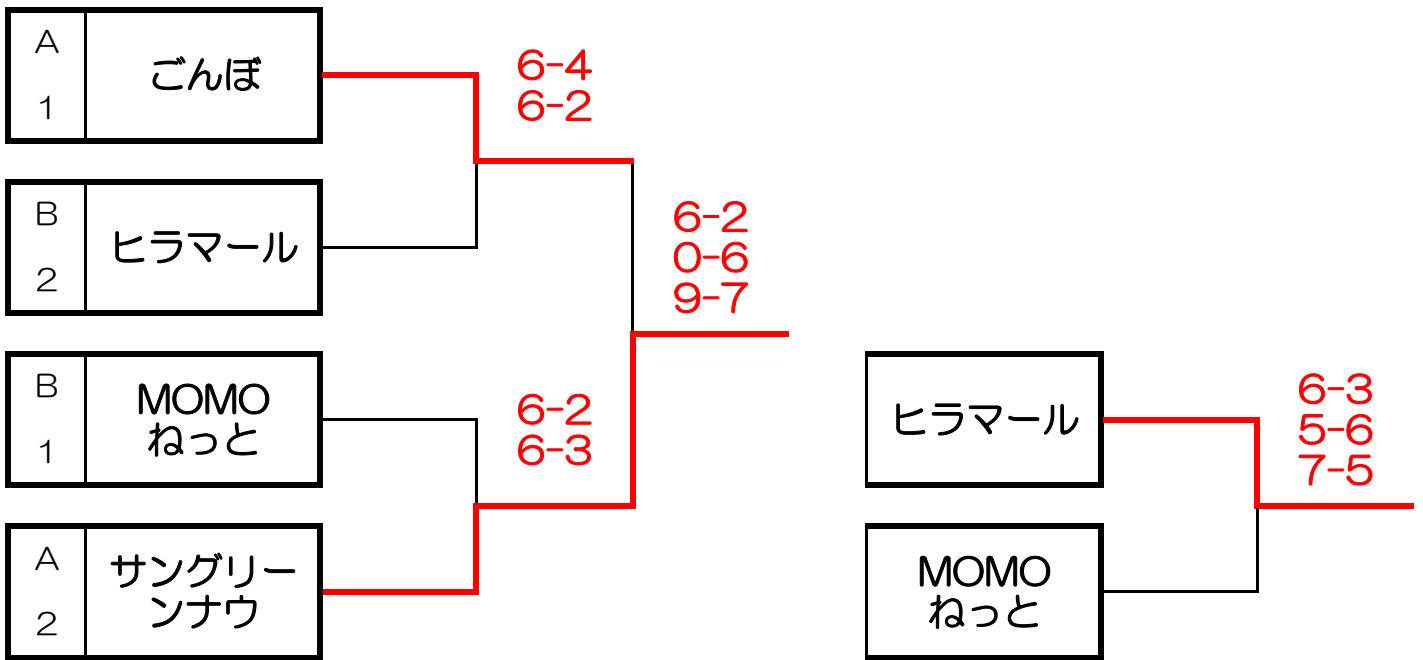 A
1
ごんぼ
6-4
6-2
B
2
ヒラマール
6-2
0-6
9-7
B
1
MOMO
ねっと
6-2
6-3
A
2
サングリー
ンナウ
ヒラマール
6-3
5-6
7-5
MOMO
ねっと